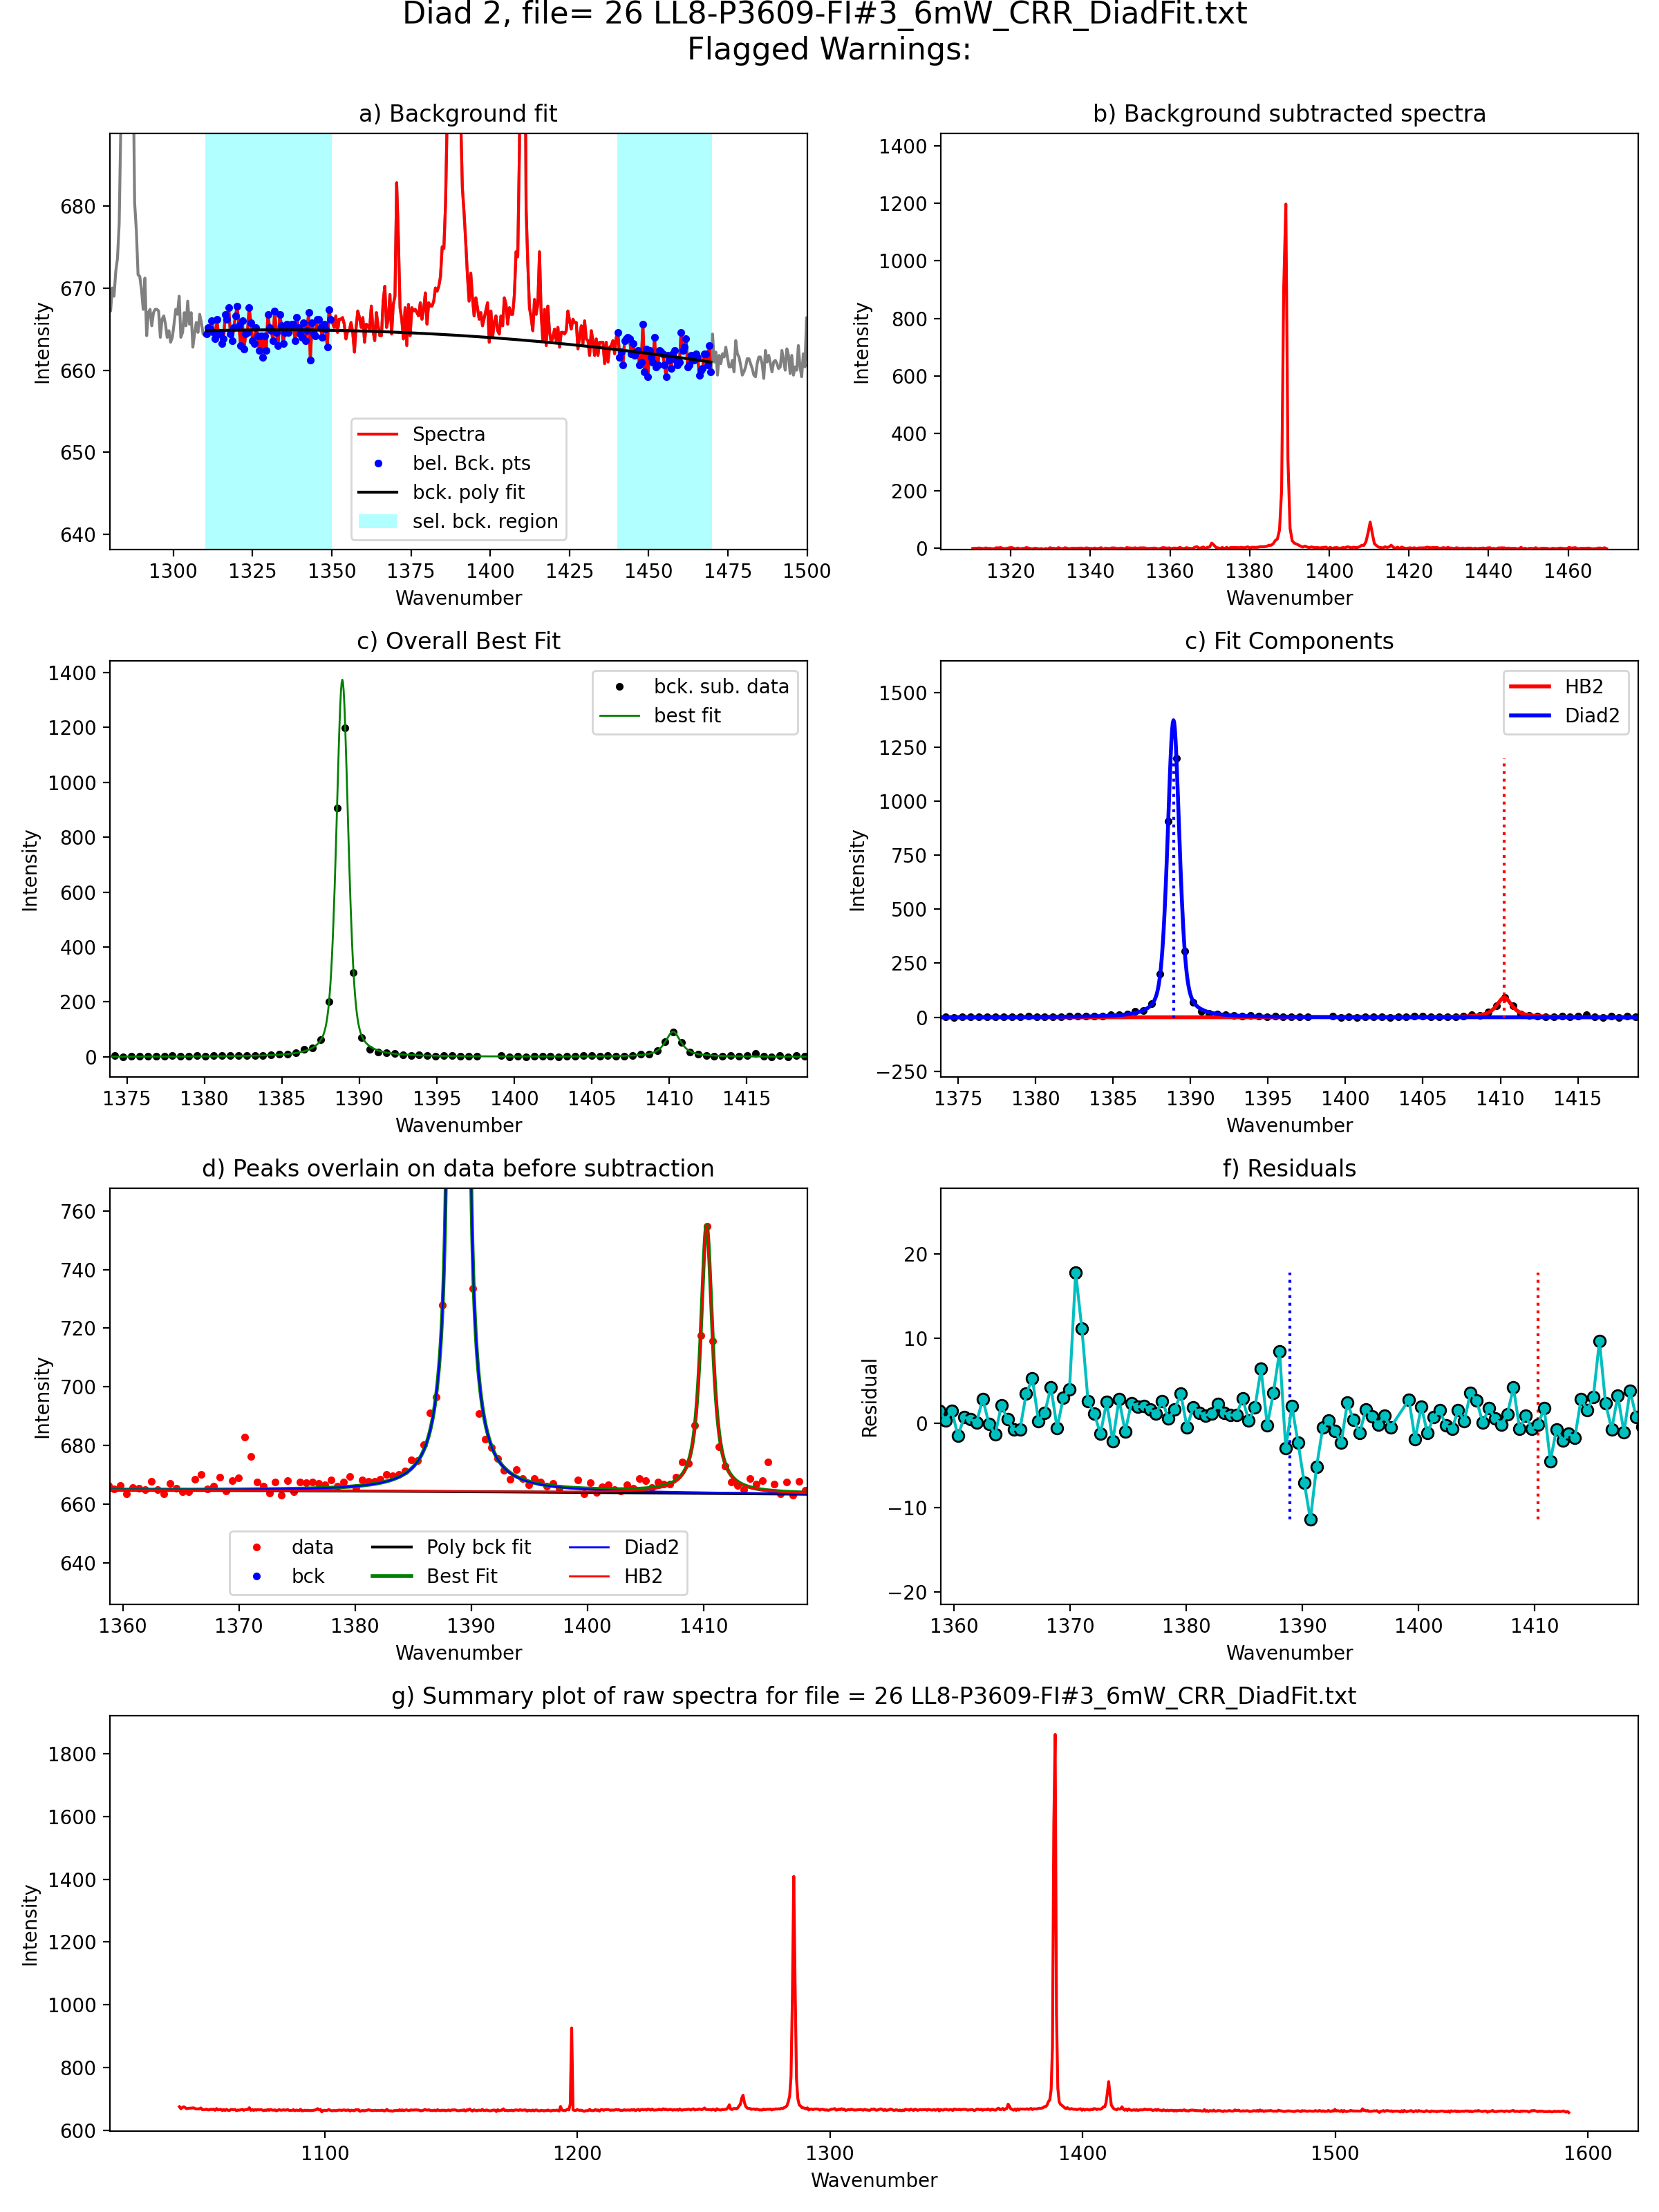 Diad 2, file= 26 LL8-P3609-FI#3_6mW_CRR_DiadFit.txt
Flagged Warnings:
a) Background fit
Intensity
680
670
660
650
640
Spectra
bel. Bck. pts
bck. poly fit
sel. bck. region
1300 1325 1350 1375 1400 1425 1450 1475 1500
Wavenumber
b) Background subtracted spectra
Intensity
1400
1200
1000
800
600
400
200
0
1320 1340 1360 1380 1400 1420 1440 1460
Wavenumber
c) Overall Best Fit
Intensity
1400
1200
1000
800
600
400
200
0
bck. sub. data
best fit
1375 1380 1385 1390 1395 1400 1405 1410 1415
Wavenumber
c) Fit Components
Intensity
1500
1250
1000
750
500
250
0
−250
HB2
Diad2
1375 1380 1385 1390 1395 1400 1405 1410 1415
Wavenumber
d) Peaks overlain on data before subtraction
Intensity
760
740
720
700
680
660
640
data
bck
Poly bck fit
Best Fit
Diad2
HB2
1360 1370 1380 1390 1400 1410
Wavenumber
f) Residuals
Residual
20
10
0
−10
−20
1360 1370 1380 1390 1400 1410
Wavenumber
g) Summary plot of raw spectra for file = 26 LL8-P3609-FI#3_6mW_CRR_DiadFit.txt
Intensity
1800
1600
1400
1200
1000
800
600
1100 1200 1300 1400 1500 1600
Wavenumber